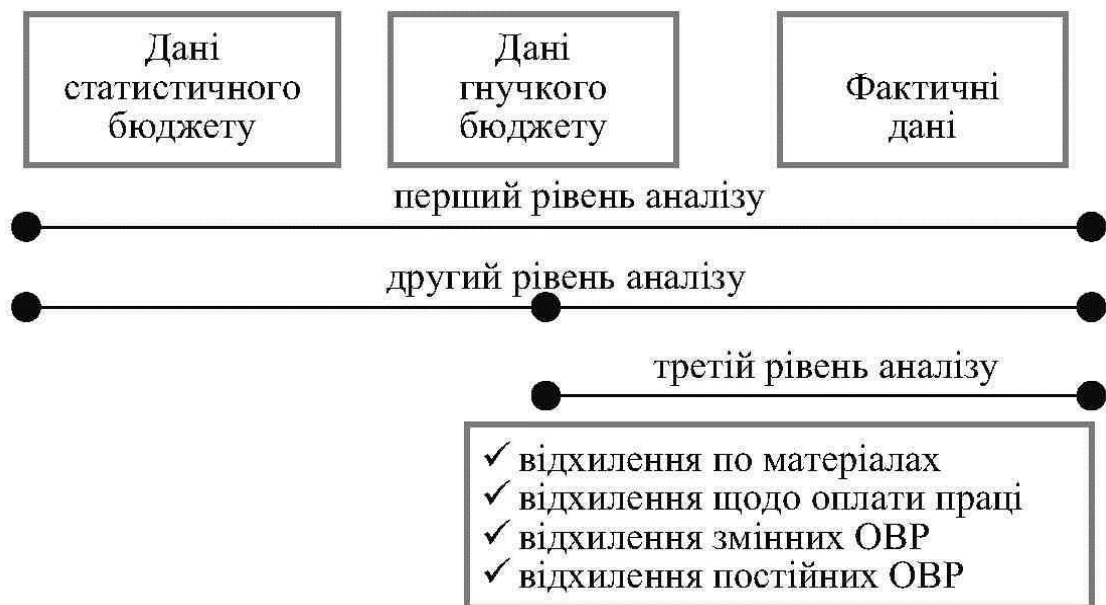 Дані
статистичного
бюджету
Дані
гнучкого
бюджету
Фактичні
дані
перший рівень аналізу
другий рівень аналізу
третій рівень аналізу
✓ відхилення по матеріалах
✓ відхилення щодо оплати праці
✓ відхилення змінних ОВР
✓ відхилення постійних ОВР